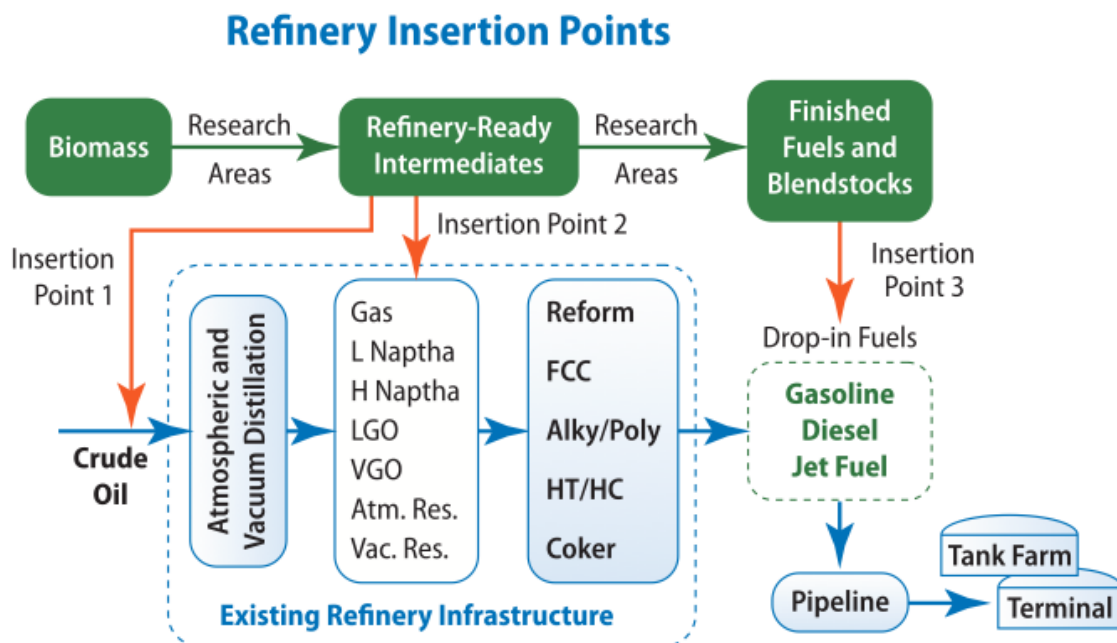 Refinery Insertion Points
Biomass
Research
Areas
Refinery-Ready
Intermediates
Research
Areas
Finished
Fuels and
Blendstocks
Insertion
Point 1
Insertion Point 2
Insertion
Point 3
Crude
Oil
Atmospheric and
Vacuum Distillation
Gas
L Naptha
H Naptha
LGO
VGO
Atm. Res.
Vac. Res.
Reform
FCC
Alky/Poly
HT/HC
Coker
Drop-in Fuels
Gasoline
Diesel
Jet Fuel
Existing Refinery Infrastructure
Pipeline
Tank Farm
Terminal